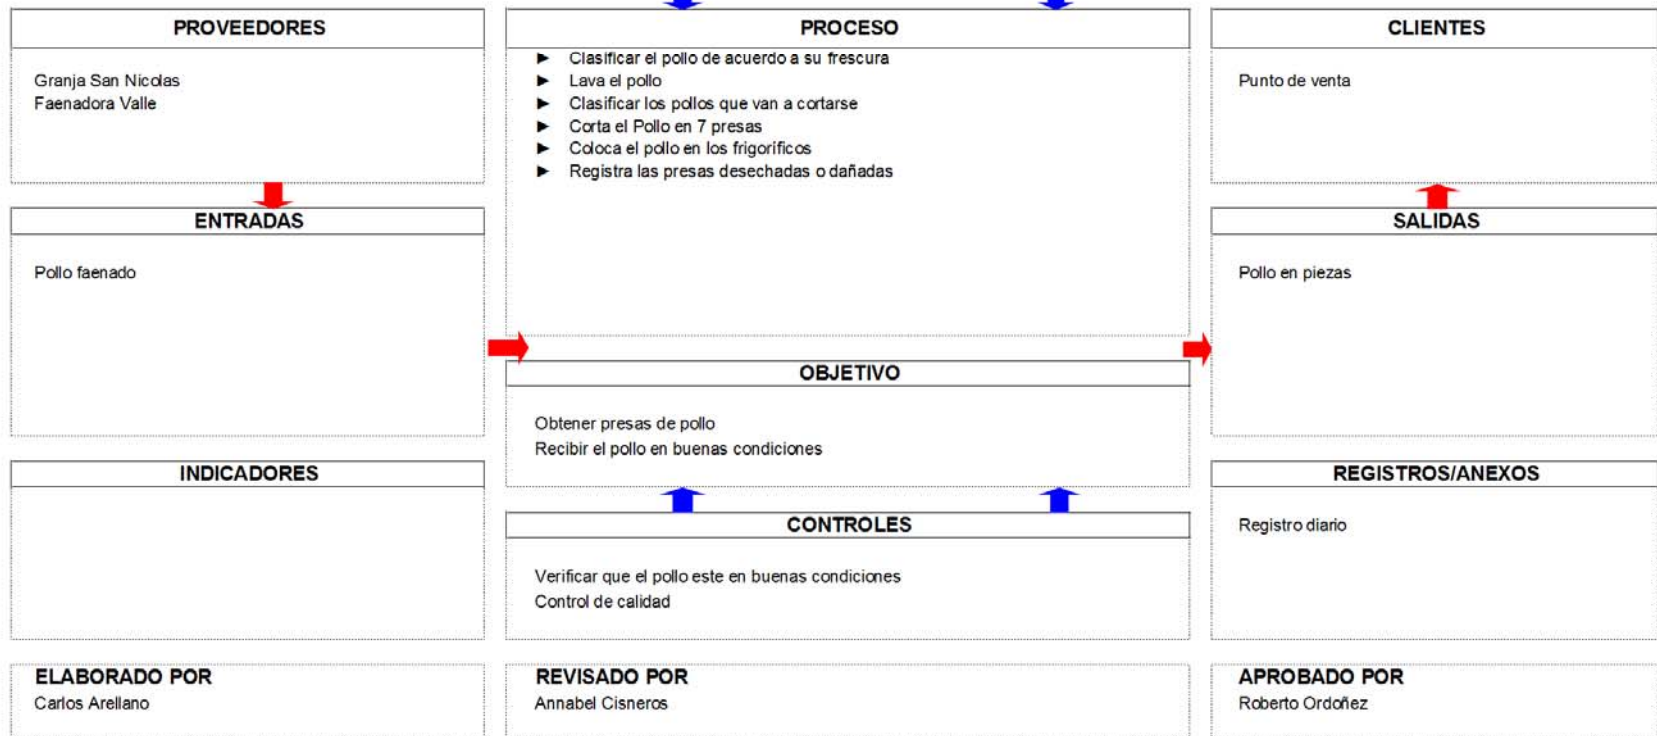 PROVEEDORES
Granja San Nicolas
Faenadora Valle
ENTRADAS
Pollo faenado
INDICADORES
ELABORADO POR
Carlos Arellano
PROCESO
► Clasificar el pollo de acuerdo a su frescura
► Lava el pollo
► Clasificar los pollos que van a cortarse
► Corta el Pollo en 7 presas
► Coloca el pollo en los frigoríficos
► Registra las presas desechadas o dañadas
OBJETIVO
Obtener presas de pollo
Recibir el pollo en buenas condiciones
CONTROLES
Verificar que el pollo este en buenas condiciones
Control de calidad
REVISADO POR
Annabel Cisneros
CLIENTES
Punto de venta
SALIDAS
Pollo en piezas
REGISTROS/ANEXOS
Registro diario
APROBADO POR
Roberto Ordoñez